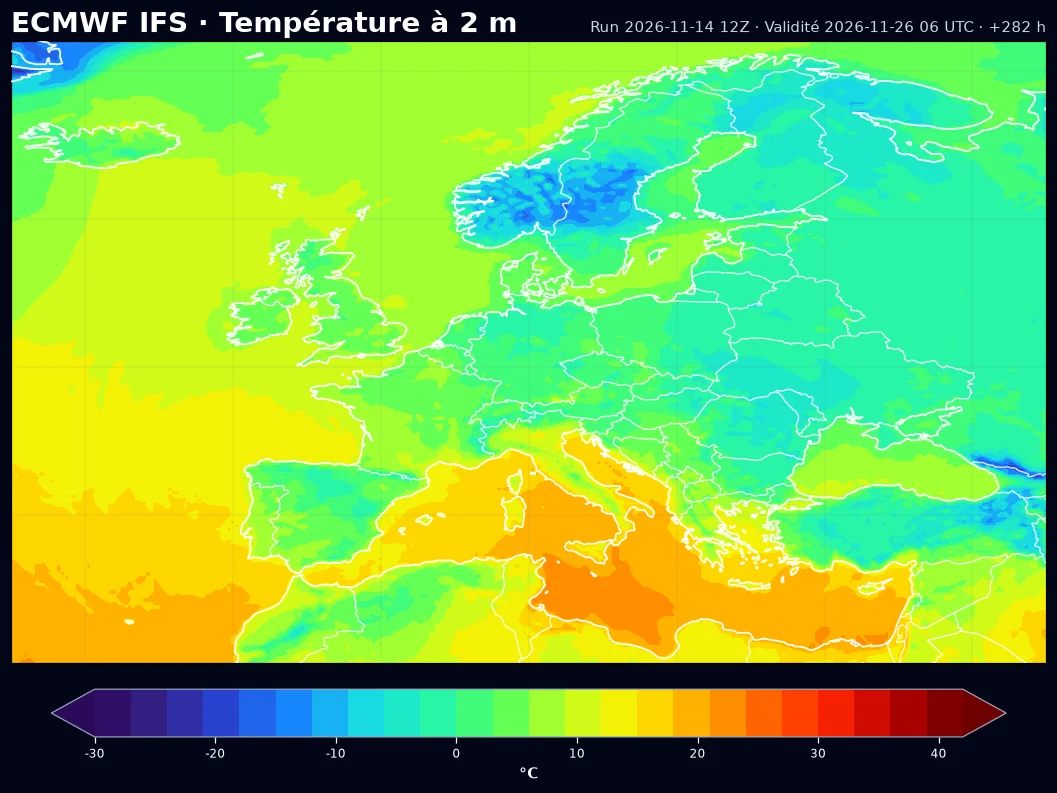 ECMWF IFS · Température à 2 m
Run 2026-11-14 12Z · Validité 2026-11-26 06 UTC · +282 h
-30 -20 -10 0 10 20 30 40
°C